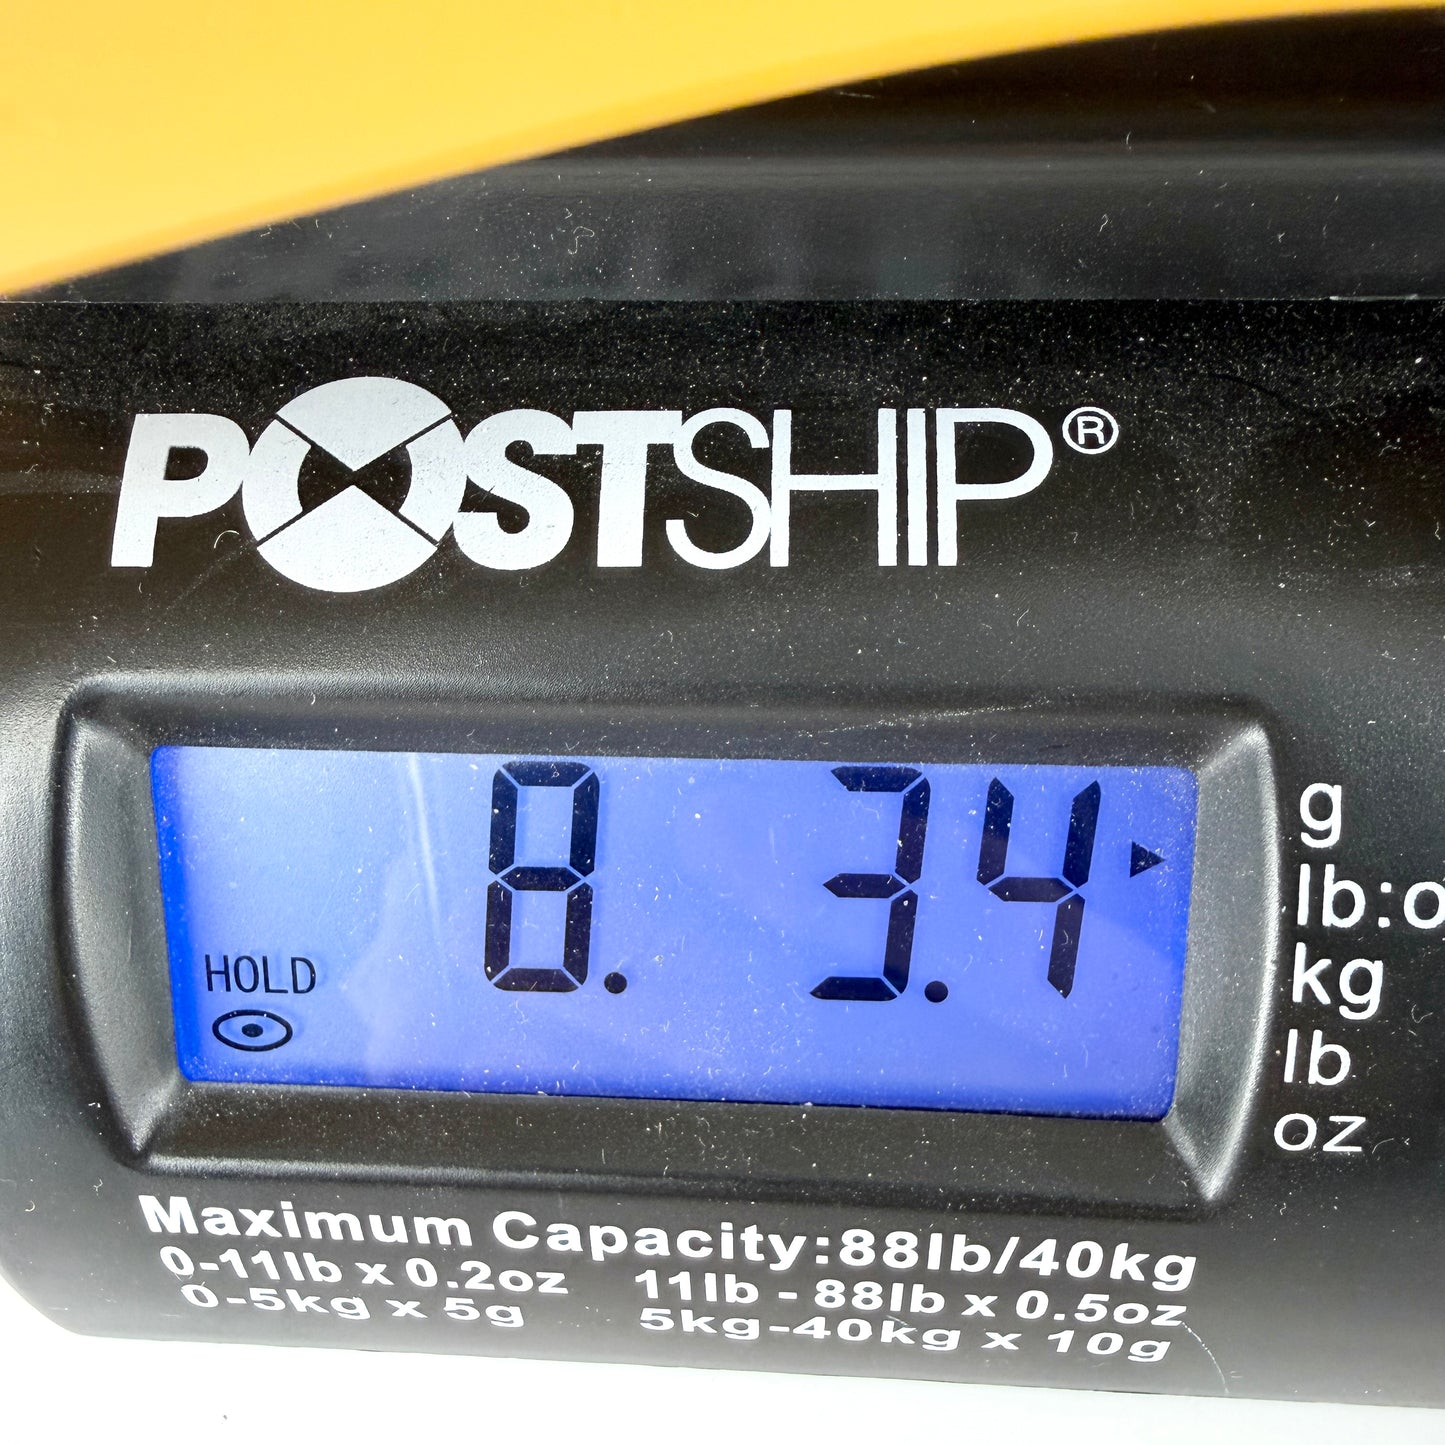 POSTSHIP®
8. 3.4
HOLD
g
lb:o
kg
lb
oz
Maximum Capacity:88lb/40kg
0-11lb x 0.2oz 11lb - 88lb x 0.5oz
0-5kg x 5g 5kg-40kg x 10g